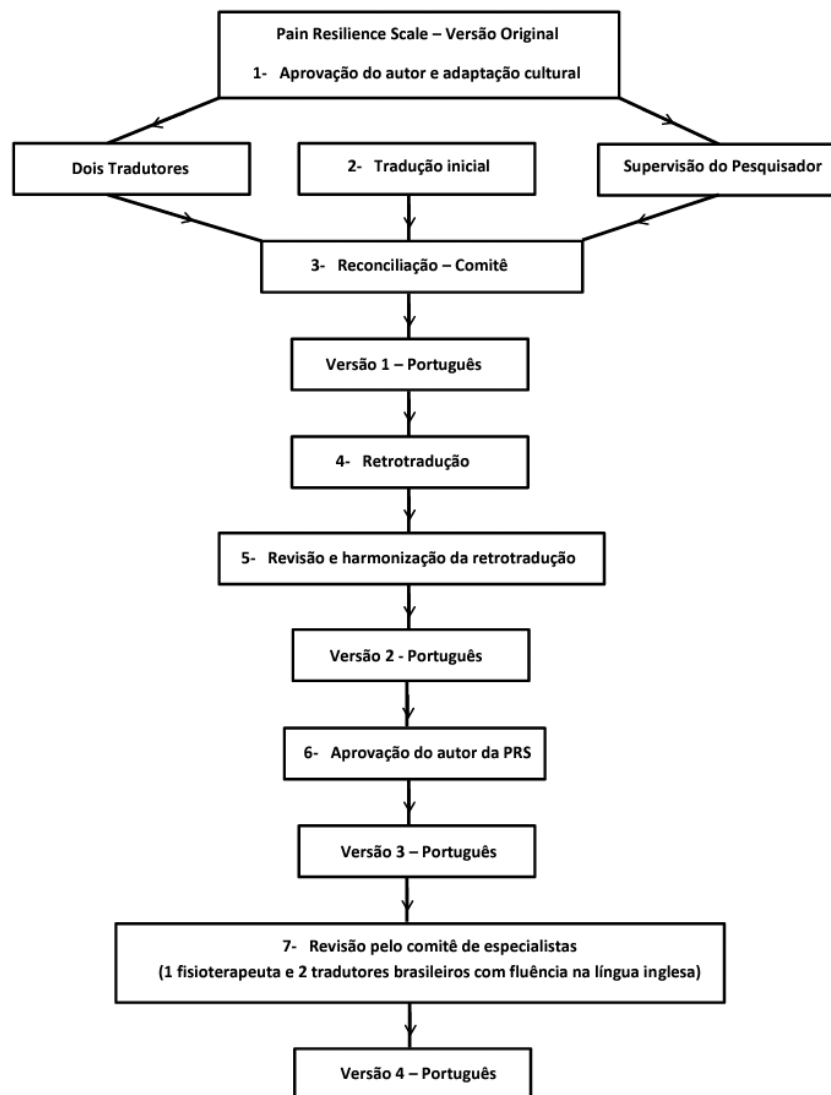 Pain Resilience Scale – Versão Original
1- Aprovação do autor e adaptação cultural
Dois Tradutores
2- Tradução inicial
Supervisão do Pesquisador
3- Reconciliação – Comitê
Versão 1 – Português
4- Retrotradução
5- Revisão e harmonização da retrotradução
Versão 2 - Português
6- Aprovação do autor da PRS
Versão 3 – Português
7- Revisão pelo comitê de especialistas
(1 fisioterapeuta e 2 tradutores brasileiros com fluência na língua inglesa)
Versão 4 – Português